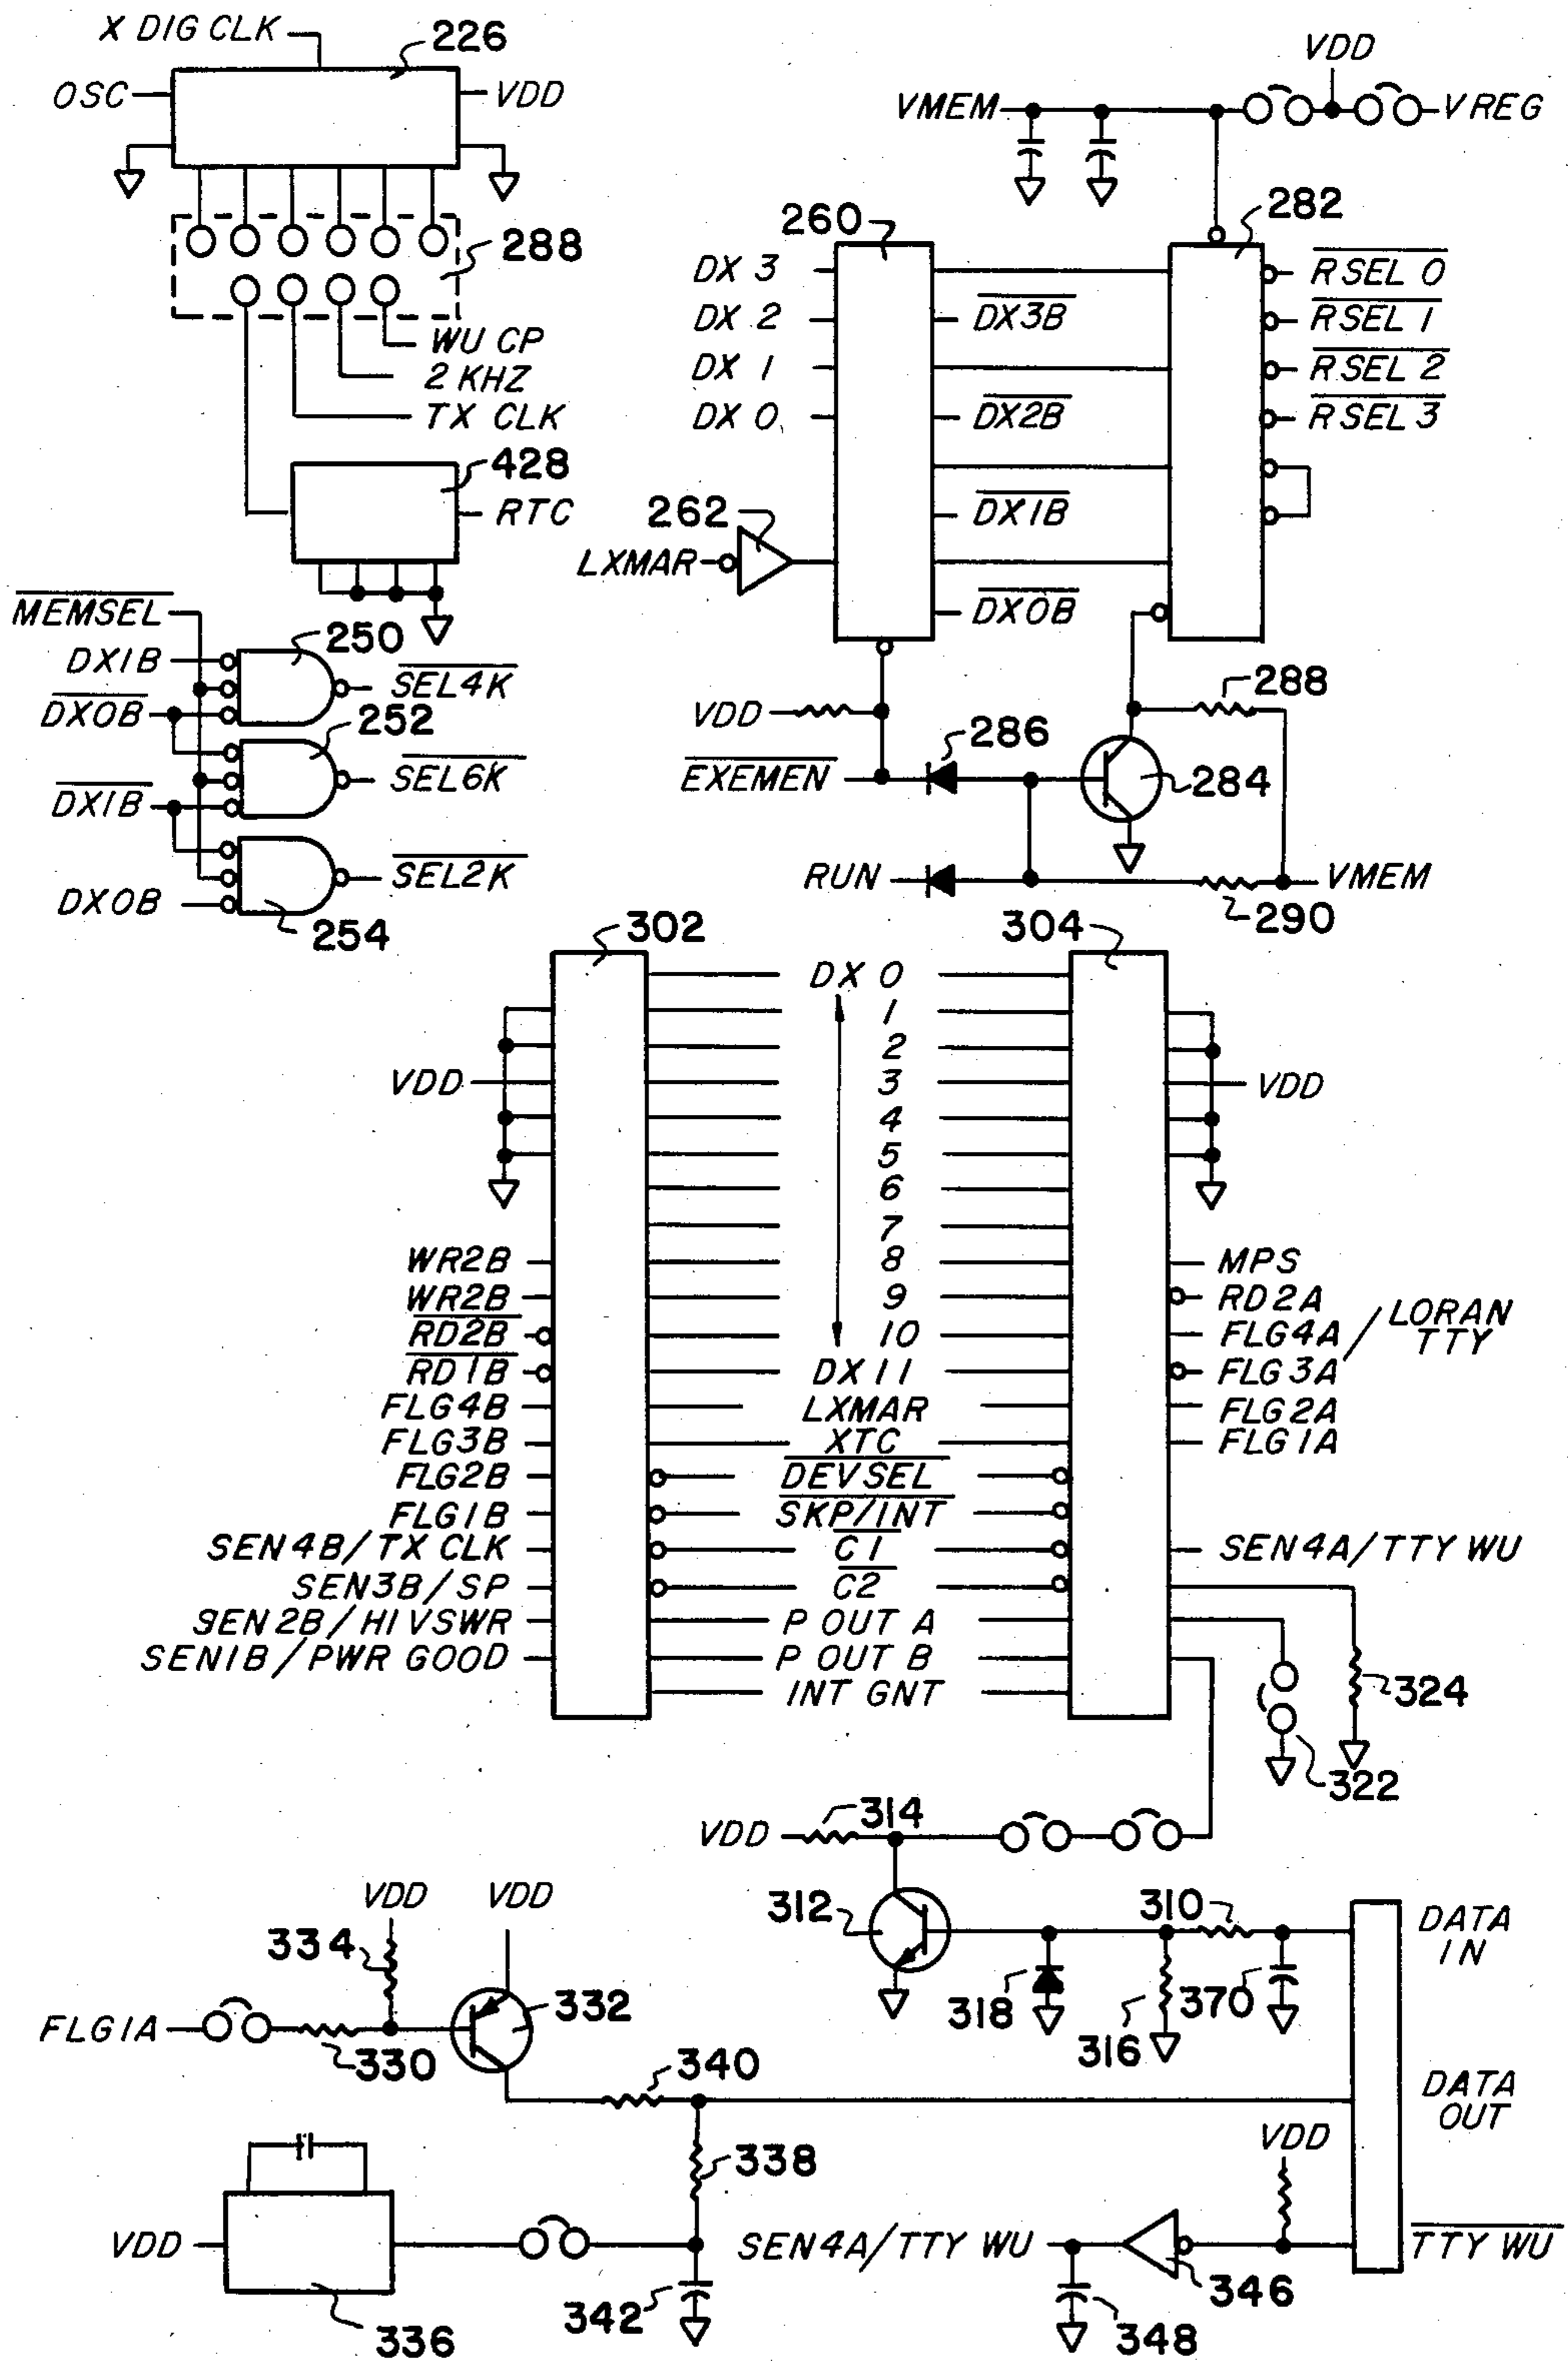 X DIG CLK
226
OSC
VDD
288
WU CP
2 KHZ
TX CLK
428
RTC
VDD
VMEM
VREG
260
282
DX 3
DX 2
DX 1
DX 0
DX3B
DX2B
DX1B
DX0B
RSEL 0
RSEL 1
RSEL 2
RSEL 3
262
LXMAR
MEMSEL
250
DX1B
SEL4K
DX0B
252
SEL6K
DX1B
SEL2K
DX0B
254
VDD
288
286
EXEMEN
284
RUN
VMEM
290
302
304
DX 0
1
2
3
4
5
6
7
8
9
10
DX11
LXMAR
XTC
DEVSEL
SKP/INT
C1
C2
P OUT A
P OUT B
INT GNT
VDD
VDD
WR2B
WR2B
RD2B
RD1B
FLG4B
FLG3B
FLG2B
FLG1B
SEN4B/TX CLK
SEN3B/SP
SEN2B/HIVSWR
SEN1B/PWR GOOD
MPS
RD2A
FLG4A / LORAN
FLG3A TTY
FLG2A
FLG1A
SEN4A/TTY WU
324
322
VDD
314
312
310
DATA
IN
318
316
370
VDD
VDD
334
332
FLG1A
330
340
DATA
OUT
VDD
338
VDD
SEN4A/TTY WU
TTY WU
346
336
342
348